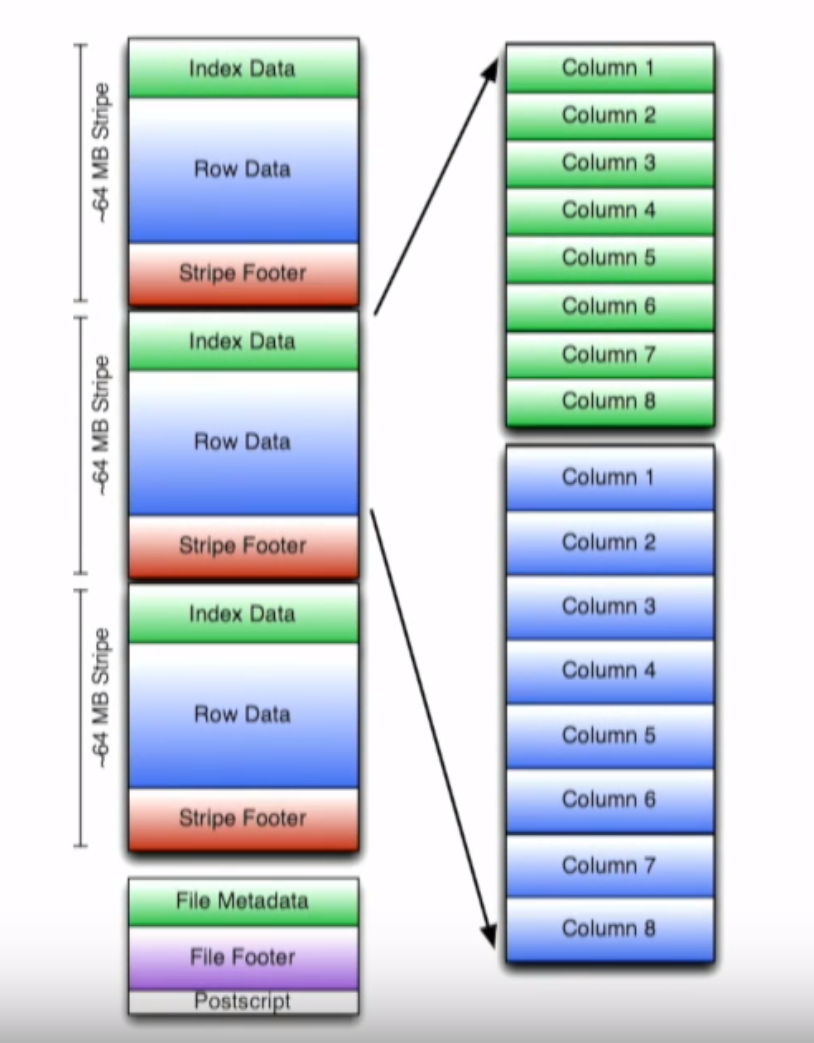 ~64 MB Stripe
Index Data
Row Data
Stripe Footer
~64 MB Stripe
Index Data
Row Data
Stripe Footer
~64 MB Stripe
Index Data
Row Data
Stripe Footer
File Metadata
File Footer
Postscript
Column 1
Column 2
Column 3
Column 4
Column 5
Column 6
Column 7
Column 8
Column 1
Column 2
Column 3
Column 4
Column 5
Column 6
Column 7
Column 8